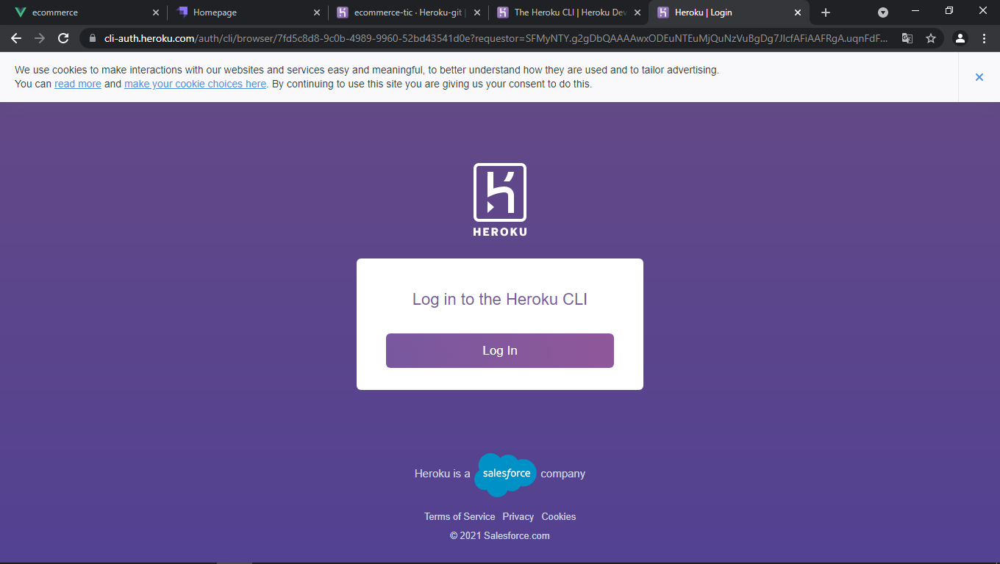 ecommerce
Homepage
ecommerce-tic · Heroku-git |
The Heroku CLI | Heroku Dev
Heroku | Login
cli-auth.heroku.com/auth/cli/browser/7fd5c8d8-9c0b-4989-9960-52bd43541d0e?requestor=SFMyNTY.g2gDbQAAAAwxODEuNTEuMjQuNzVuBgDg7JIcfAFiAAFRgA.uqnFdF...
We use cookies to make interactions with our websites and services easy and meaningful, to better understand how they are used and to tailor advertising.
You can read more and make your cookie choices here. By continuing to use this site you are giving us your consent to do this.
HEROKU
Log in to the Heroku CLI
Log In
Heroku is a salesforce company
Terms of Service Privacy Cookies
© 2021 Salesforce.com